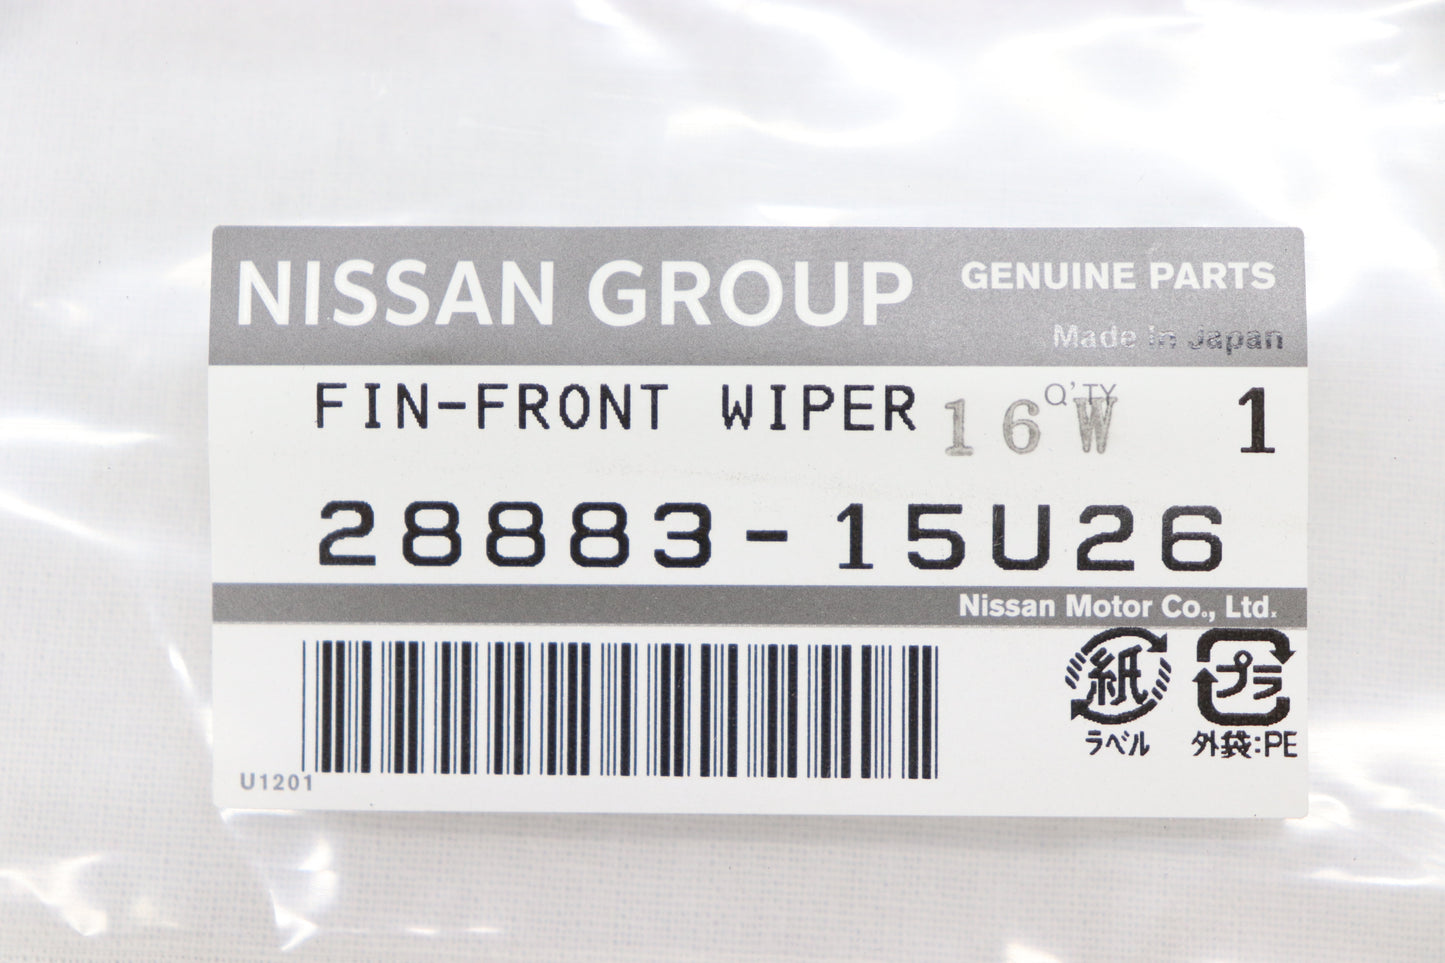 NISSAN GROUP
GENUINE PARTS
Made in Japan
FIN-FRONT WIPER
16W
Q'TY
1
28883-15U26
Nissan Motor Co., Ltd.
紙
プラ
ラベル
外袋:PE
U1201